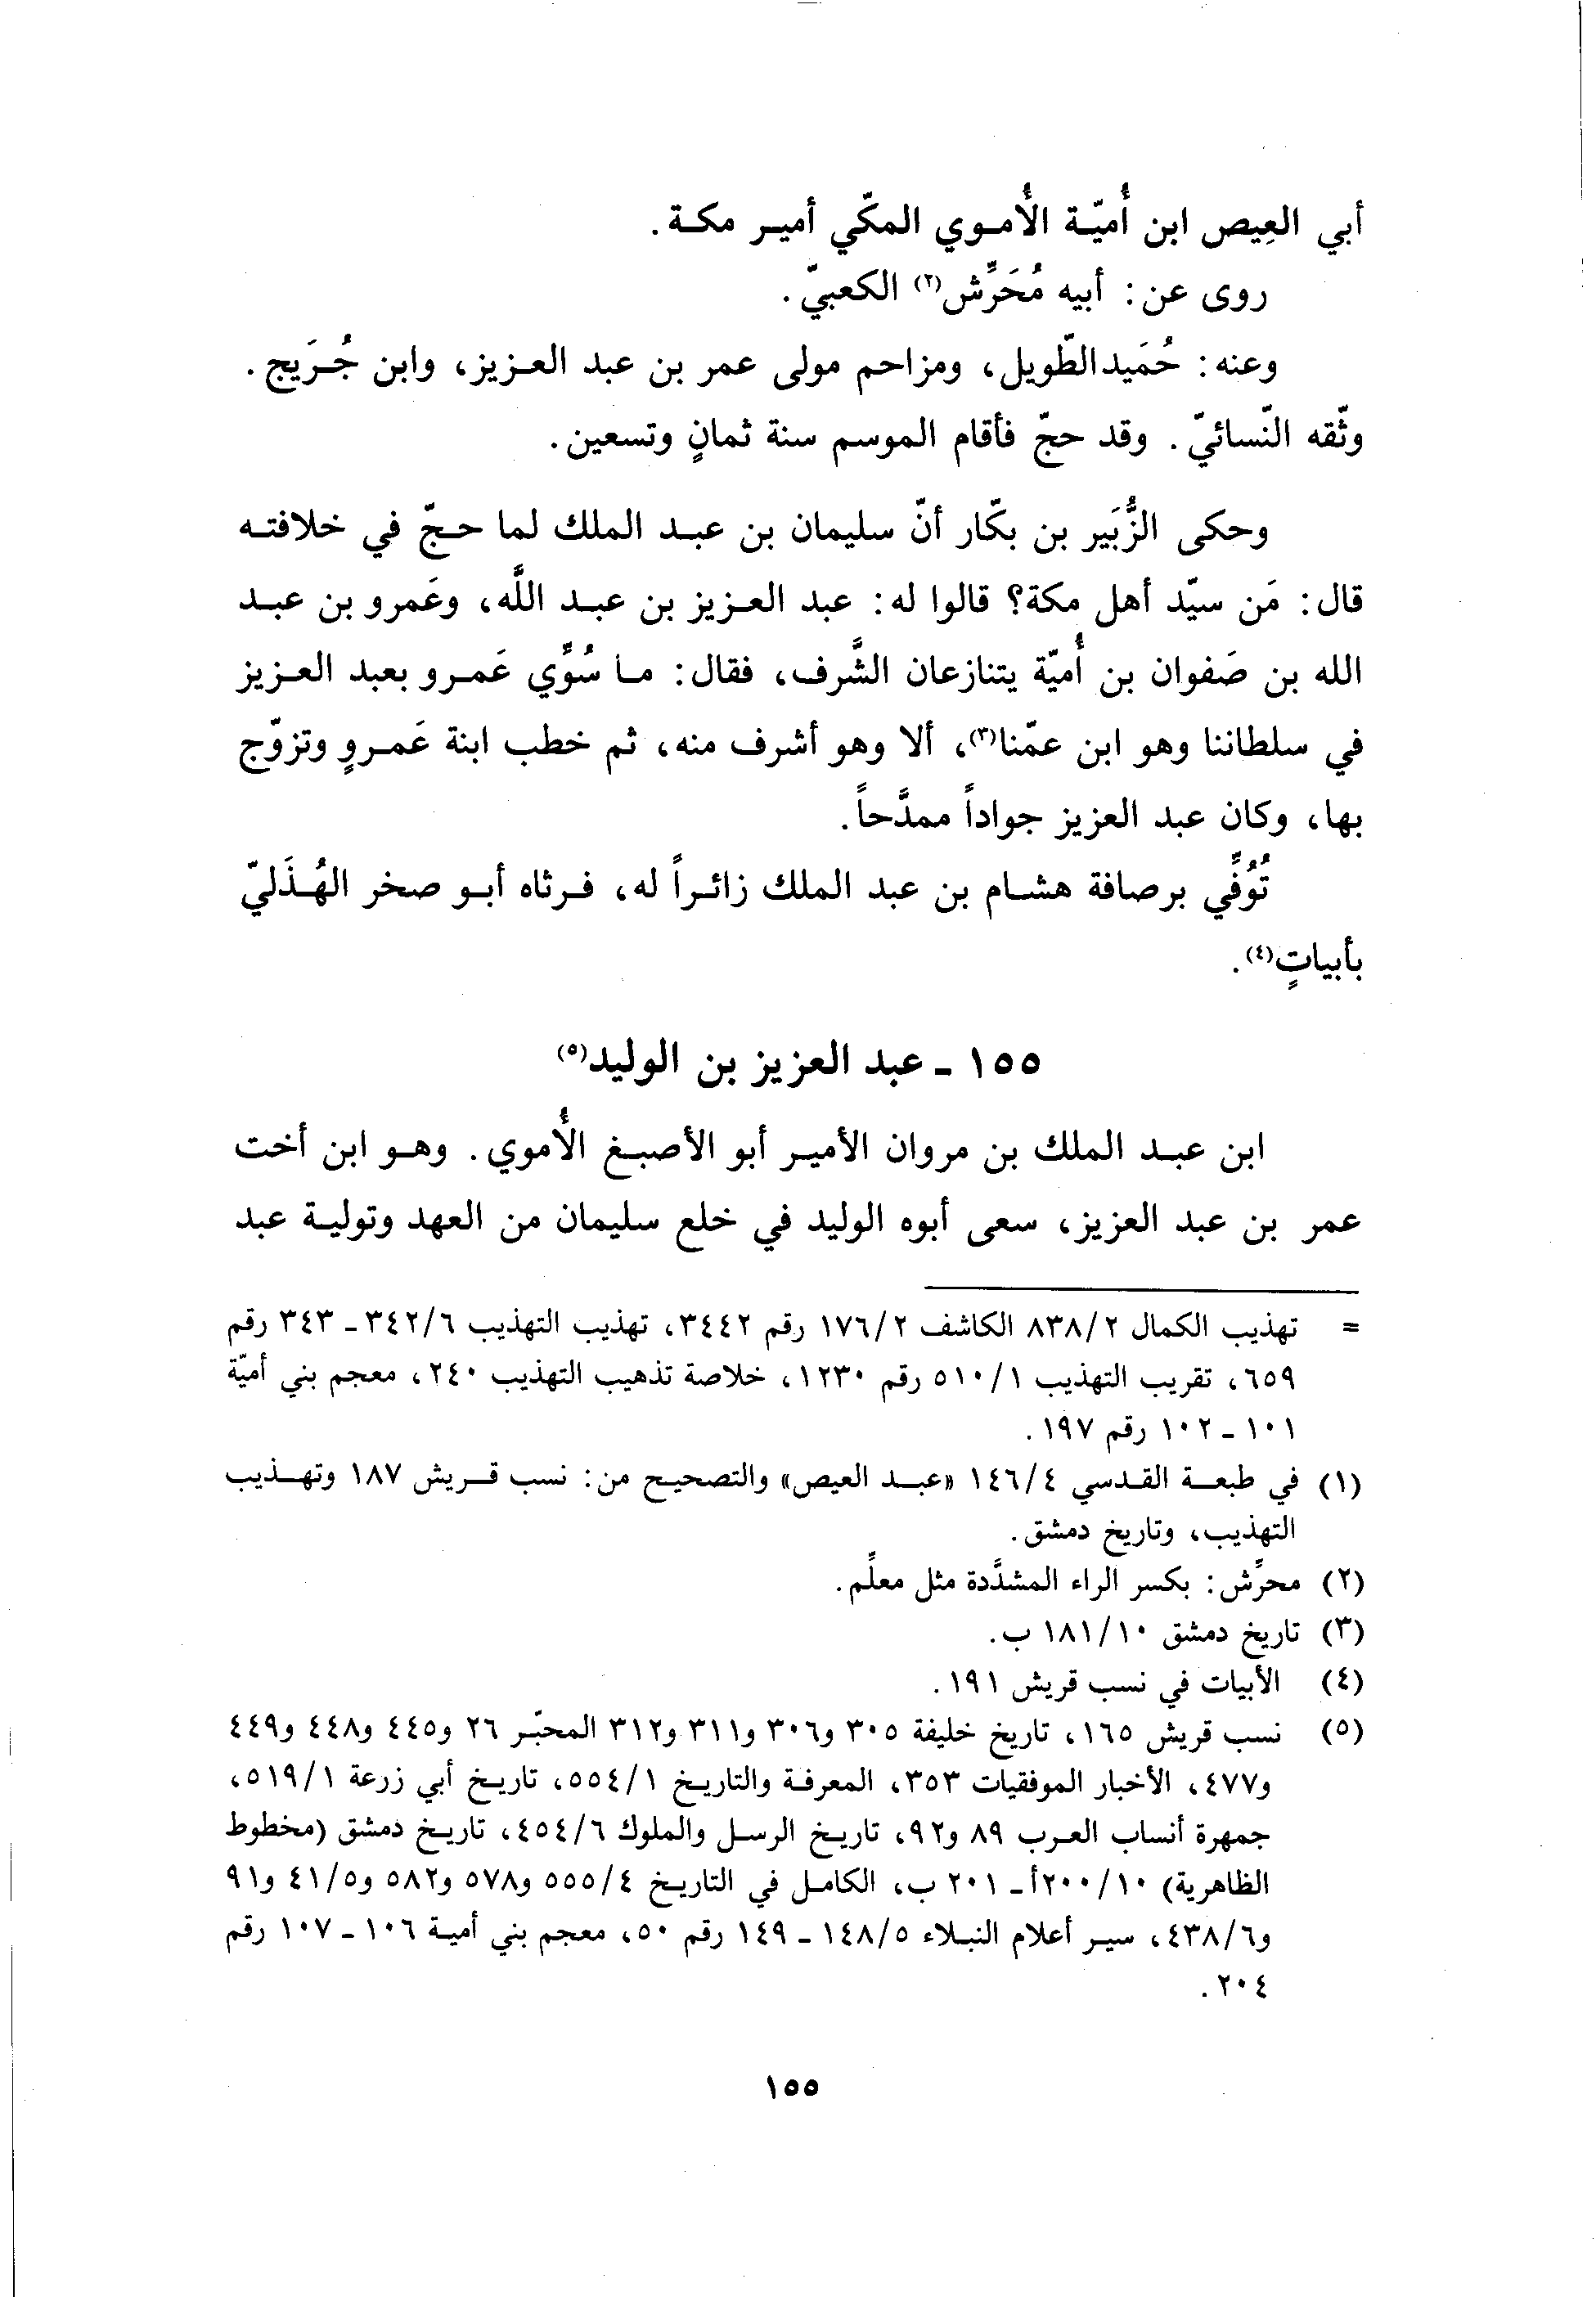 أبي العِيص ابن أُميّة الأُموي المكّي أمير مكة.
روى عن: أبيه مُحَرِّش(٢) الكعبيّ.
وعنه: حُمَيدالطّويل، ومزاحم مولى عمر بن عبد العزيز، وابن جُرَيج.
وثّقه النّسائيّ. وقد حجّ فأقام الموسم سنة ثمانٍ وتسعين.
وحكى الزُّبَير بن بكّار أنّ سليمان بن عبد الملك لما حجّ في خلافته
قال: مَن سيّد أهل مكة؟ قالوا له: عبد العزيز بن عبد اللَّه، وعَمرو بن عبد
الله بن صَفوان بن أُميّة يتنازعان الشَّرف، فقال: ما سُوِّي عَمرو بعبد العزيز
في سلطاننا وهو ابن عمّنا(٣)، ألا وهو أشرف منه، ثم خطب ابنة عَمروٍ وتزوّج
بها، وكان عبد العزيز جواداً ممدَّحاً.
تُوُفِّي برصافة هشام بن عبد الملك زائراً له، فرثاه أبو صخر الهُذَليّ
بأبياتٍ(٤).
١٥٥ ـ عبد العزيز بن الوليد(٥)
ابن عبد الملك بن مروان الأمير أبو الأصبغ الأُموي. وهو ابن أخت
عمر بن عبد العزيز، سعى أبوه الوليد في خلع سليمان من العهد وتولية عبد
= تهذيب الكمال ٨٣٨/٢ الكاشف ١٧٦/٢ رقم ٣٤٤٢، تهذيب التهذيب ٣٤٢/٦ ـ ٣٤٣ رقم
٦٥٩، تقريب التهذيب ٥١٠/١ رقم ١٢٣٠، خلاصة تذهيب التهذيب ٢٤٠، معجم بني أميّة
١٠١ ـ ١٠٢ رقم ١٩٧.
(١) في طبعة القدسي ١٤٦/٤ «عبد العيص» والتصحيح من: نسب قريش ١٨٧ وتهذيب
التهذيب، وتاريخ دمشق.
(٢) محرِّش: بكسر الراء المشدَّدة مثل معلِّم.
(٣) تاريخ دمشق ١٨١/١٠ ب.
(٤) الأبيات في نسب قريش ١٩١.
(٥) نسب قريش ١٦٥، تاريخ خليفة ٣٠٥ و٣٠٦ و٣١١ و٣١٢ المحبّر ٢٦ و٤٤٥ و٤٤٨ و٤٤٩
و٤٧٧، الأخبار الموفقيات ٣٥٣، المعرفة والتاريخ ٥٥٤/١، تاريخ أبي زرعة ٥١٩/١،
جمهرة أنساب العرب ٨٩ و٩٢، تاريخ الرسل والملوك ٤٥٤/٦، تاريخ دمشق (مخطوط
الظاهرية) ٢٠٠/١٠أ ـ ٢٠١ ب، الكامل في التاريخ ٥٥٥/٤ و٥٧٨ و٥٨٢ و٤١/٥ و٩١
و٤٣٨/٦، سير أعلام النبلاء ١٤٨/٥ ـ ١٤٩ رقم ٥٠، معجم بني أمية ١٠٦ ـ ١٠٧ رقم
٢٠٤.
١٥٥